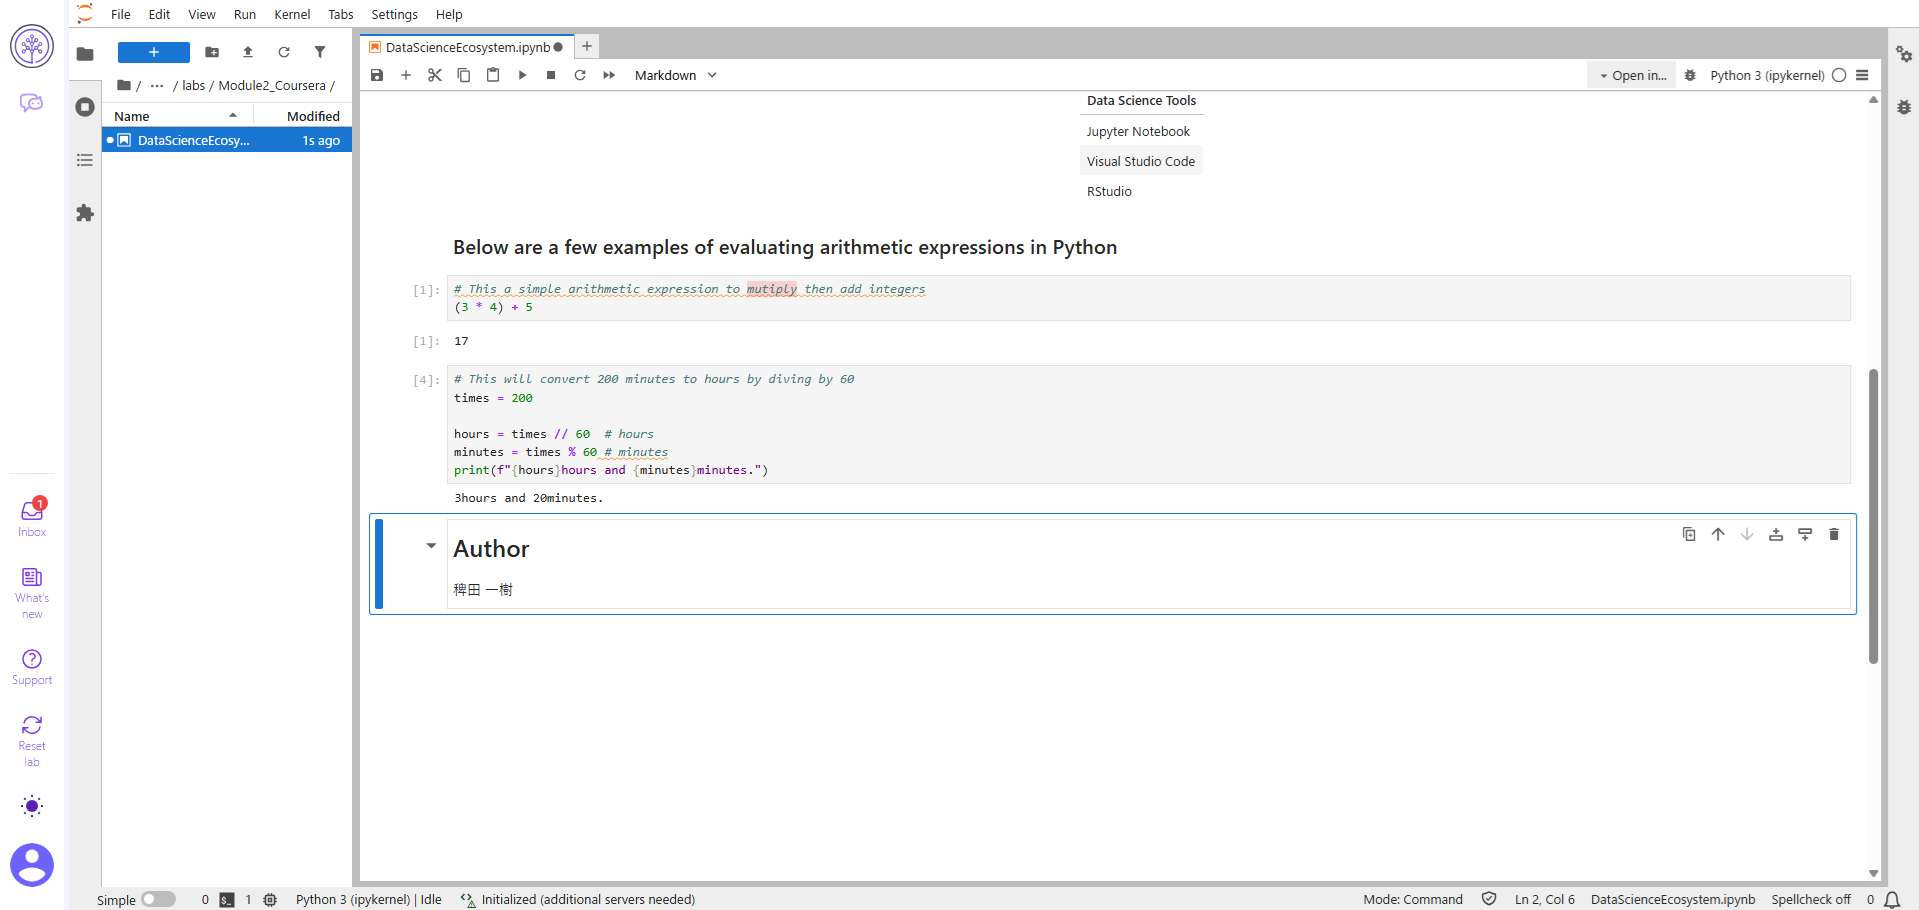 File Edit View Run Kernel Tabs Settings Help
+
/ ··· / labs / Module2_Coursera /
Name Modified
DataScienceEcosy... 1s ago
1
Inbox
What's
new
Support
Reset
lab
DataScienceEcosystem.ipynb
Markdown
Open in...
Python 3 (ipykernel)
Data Science Tools
Jupyter Notebook
Visual Studio Code
RStudio
Below are a few examples of evaluating arithmetic expressions in Python
[1]: # This a simple arithmetic expression to mutiply then add integers
(3 * 4) + 5
[1]: 17
[4]: # This will convert 200 minutes to hours by diving by 60
times = 200
hours = times // 60  # hours
minutes = times % 60 # minutes
print(f"{hours}hours and {minutes}minutes.")
3hours and 20minutes.
Author
稗田 一樹
Simple 0 $_ 1 Python 3 (ipykernel) | Idle Initialized (additional servers needed) Mode: Command Ln 2, Col 6 DataScienceEcosystem.ipynb Spellcheck off 0